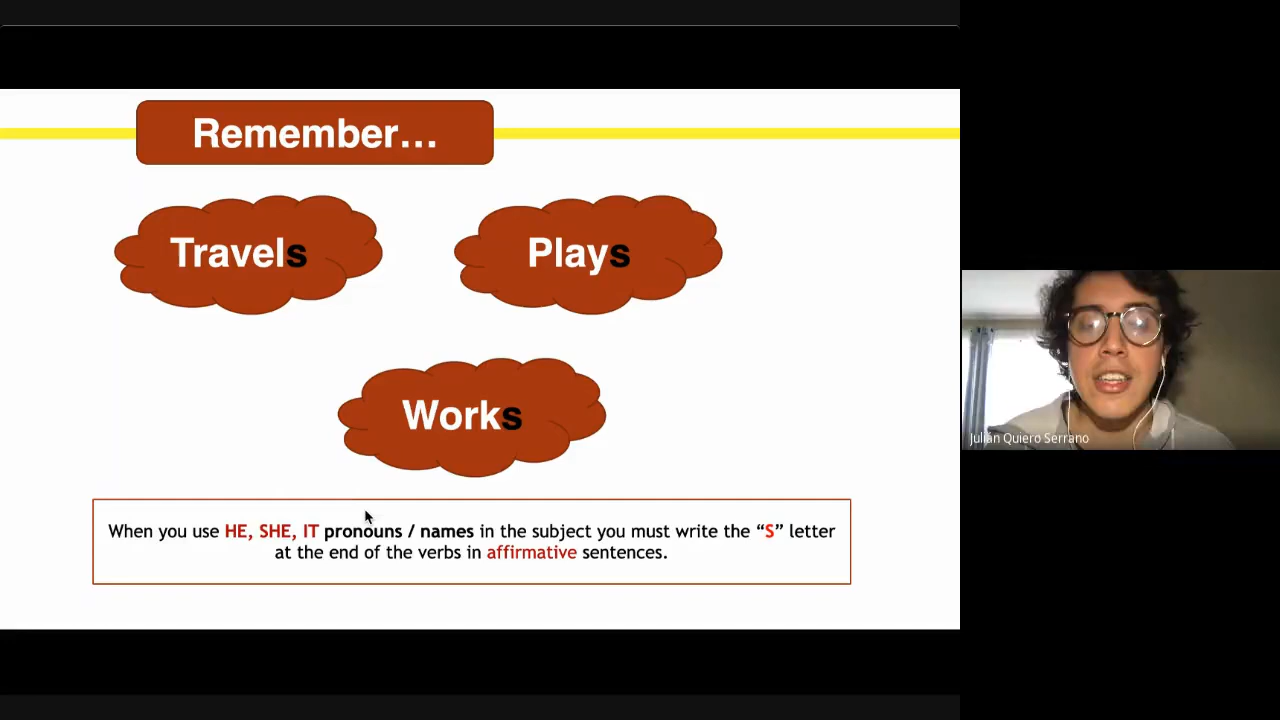 Remember…
Travels
Plays
Works
When you use HE, SHE, IT pronouns / names in the subject you must write the “S” letter
at the end of the verbs in affirmative sentences.
Julián Quiero Serrano